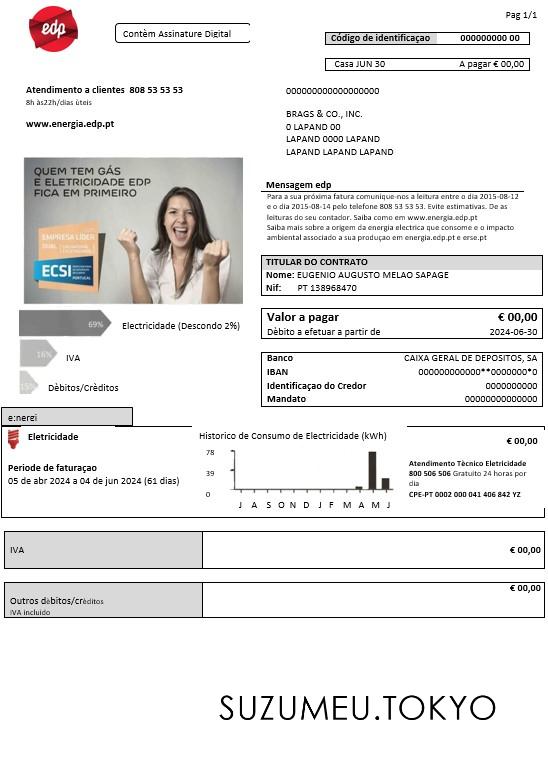 Pag 1/1
edp
Contèm Assinature Digital
Código de identificaçao 000000000 00
Casa JUN 30 A pagar € 00,00
Atendimento a clientes 808 53 53 53
8h às22h/dias ùteis
www.energia.edp.pt
0000000000000000000
BRAGS & CO., INC.
0 LAPAND 00
LAPAND 0000 LAPAND
LAPAND LAPAND LAPAND
QUEM TEM GÁS
E ELETRICIDADE EDP
FICA EM PRIMEIRO
EMPRESA LÍDER
ECSI
PORTUGAL
Mensagem edp
Para a sua próxima fatura comunique-nos a leitura entre o dia 2015-08-12
e o dia 2015-08-14 pelo telefone 808 53 53 53. Evite estimativas. De as
leituras do seu contador. Saiba como em www.energia.edp.pt
Saiba mais sobre a origem da energia electrica que consome e o impacto
ambiental associado a sua produçao em energia.edp.pt e erse.pt
TITULAR DO CONTRATO
Nome: EUGENIO AUGUSTO MELAO SAPAGE
Nif: PT 138968470
69% Electricidade (Descondo 2%)
16% IVA
15% Dèbitos/Crèditos
Valor a pagar € 00,00
Dèbito a efetuar a partir de 2024-06-30
Banco CAIXA GERAL DE DEPOSITOS, SA
IBAN 00000000000**0000000*0
Identificaçao do Credor 0000000000
Mandato 00000000000000
e:nergi
Eletricidade
Periode de faturaçao
05 de abr 2024 a 04 de jun 2024 (61 dias)
Historico de Consumo de Electricidade (kWh)
78
39
0
J A S O N D J F M A M J
€ 00,00
Atendimento Tècnico Eletricidade
800 506 506 Gratuito 24 horas por
dia
CPE-PT 0002 000 041 406 842 YZ
IVA € 00,00
Outros dèbitos/crèditos € 00,00
IVA incluido
SUZUMEU.TOKYO